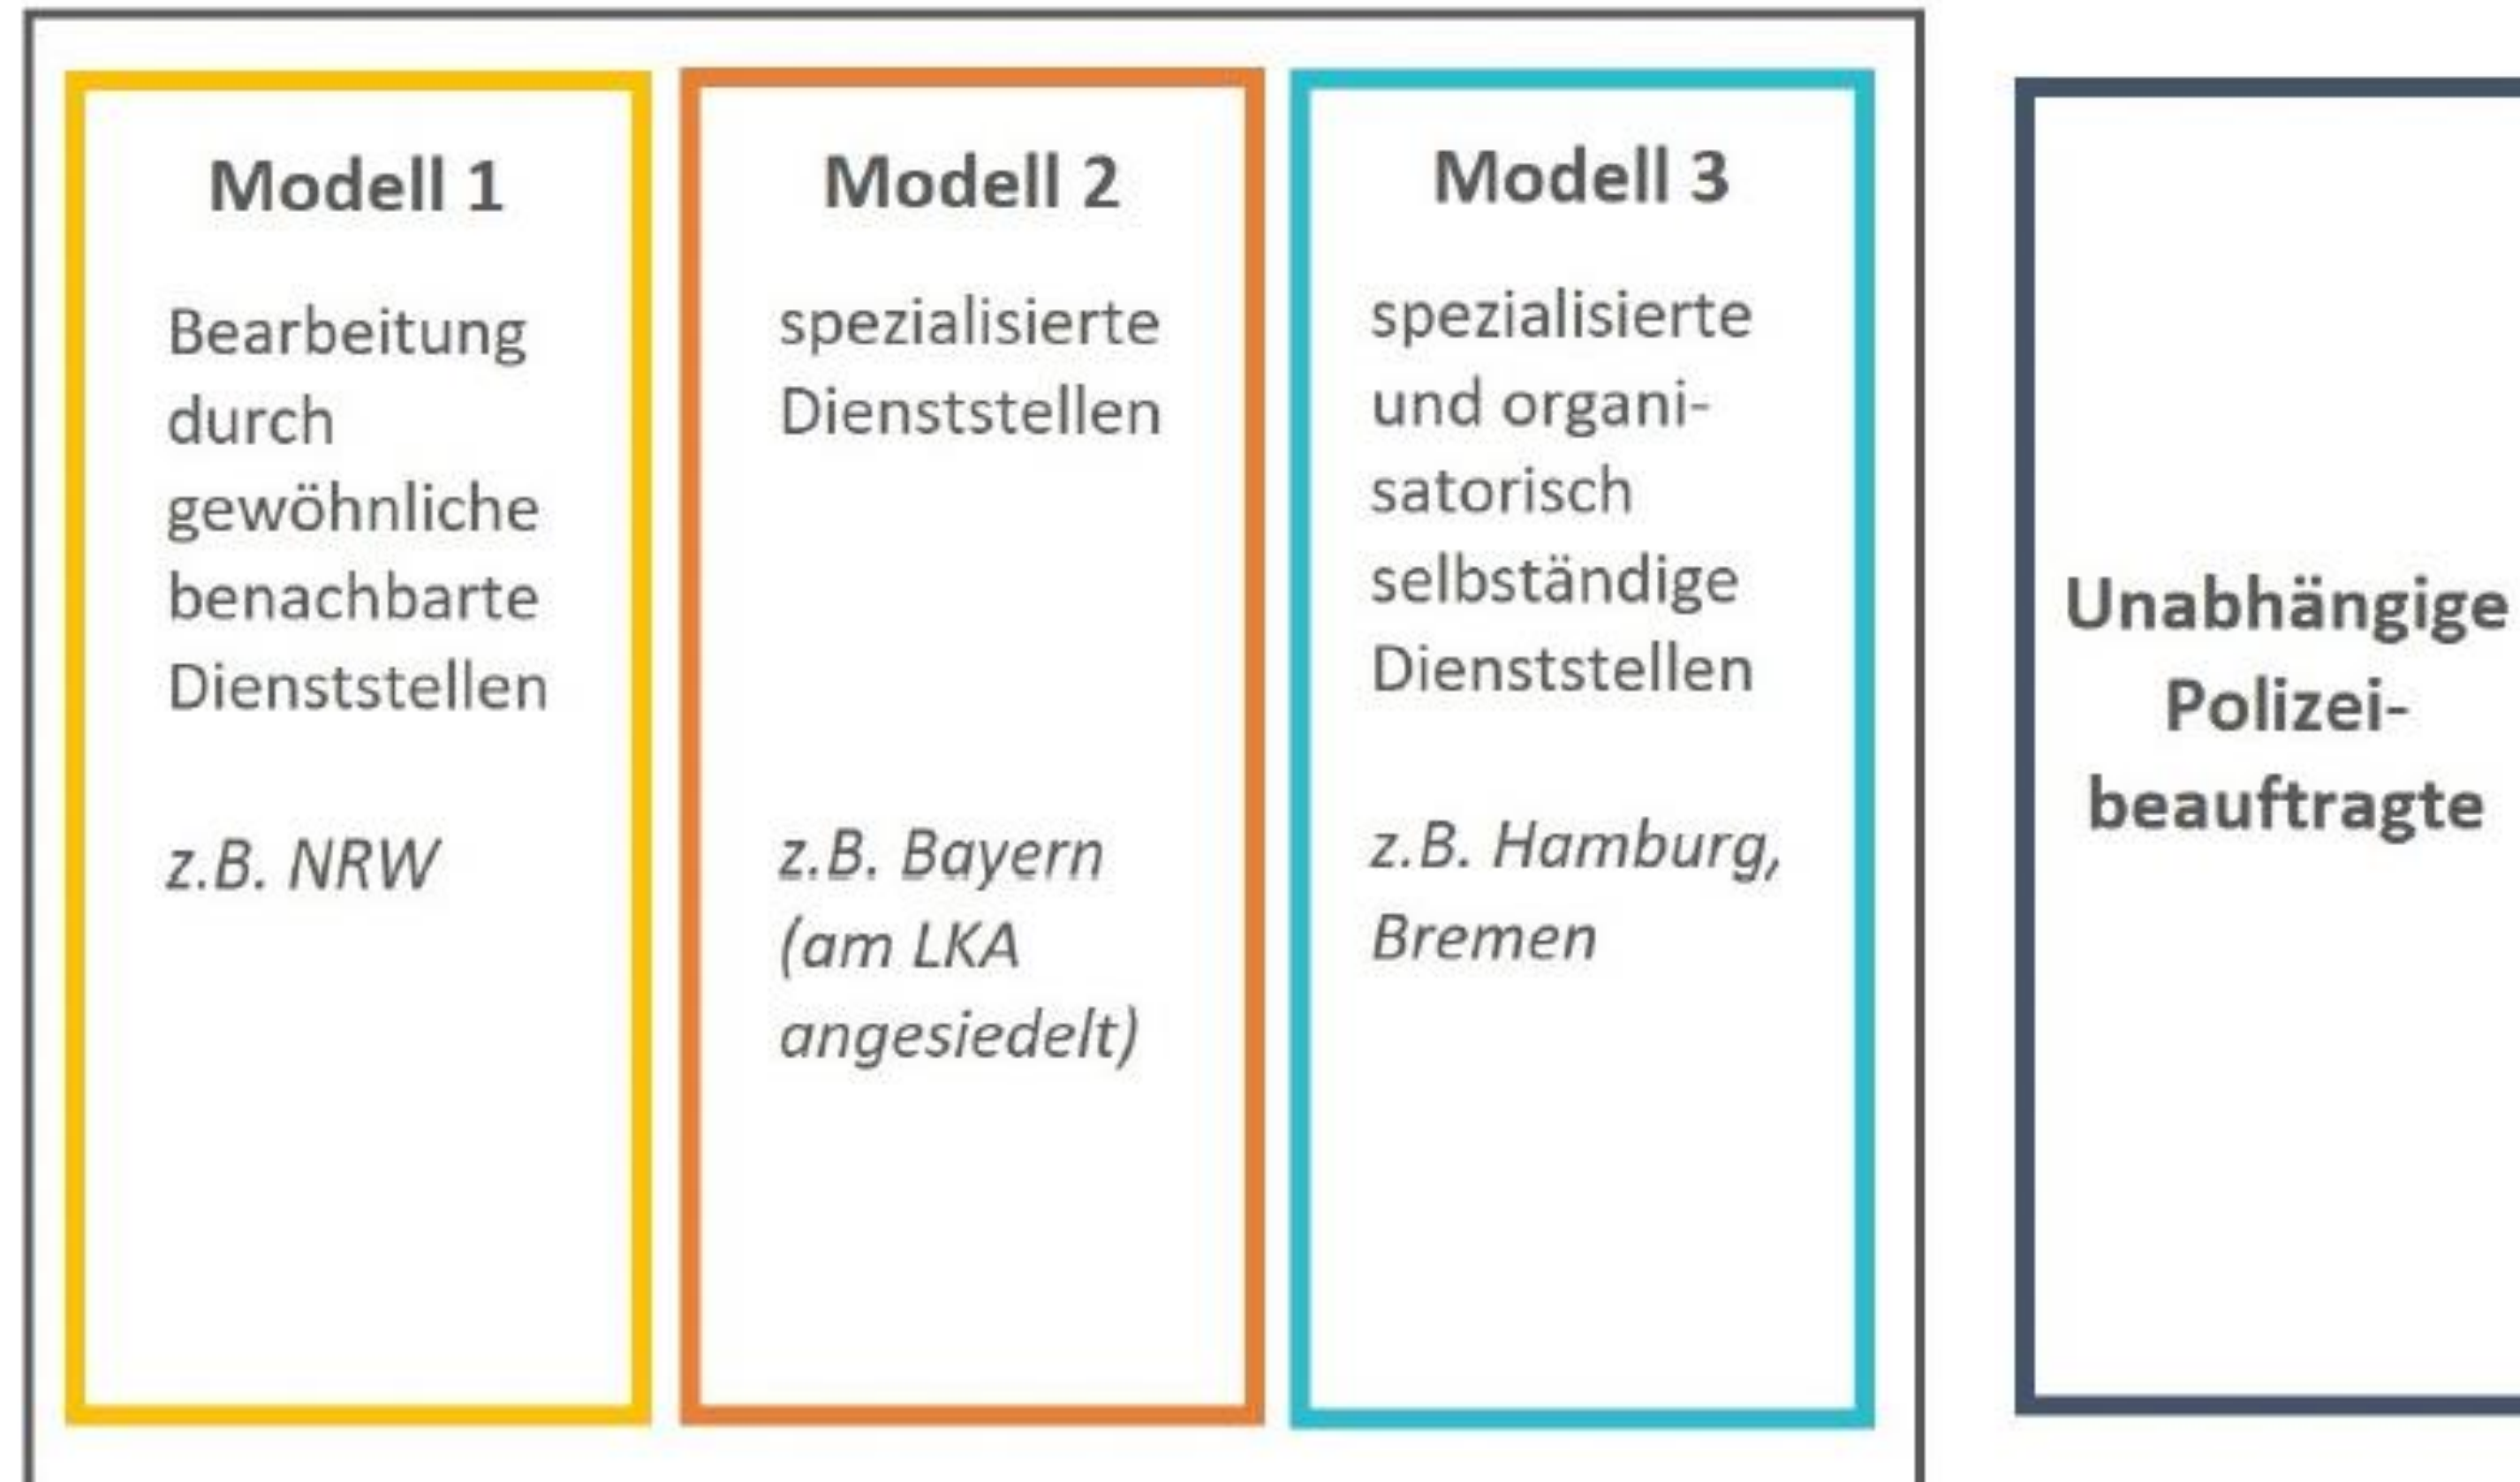 Modell 1
Bearbeitung
durch
gewöhnliche
benachbarte
Dienststellen
z.B. NRW
Modell 2
spezialisierte
Dienststellen
z.B. Bayern
(am LKA
angesiedelt)
Modell 3
spezialisierte
und organi-
satorisch
selbständige
Dienststellen
z.B. Hamburg,
Bremen
Unabhängige
Polizei-
beauftragte